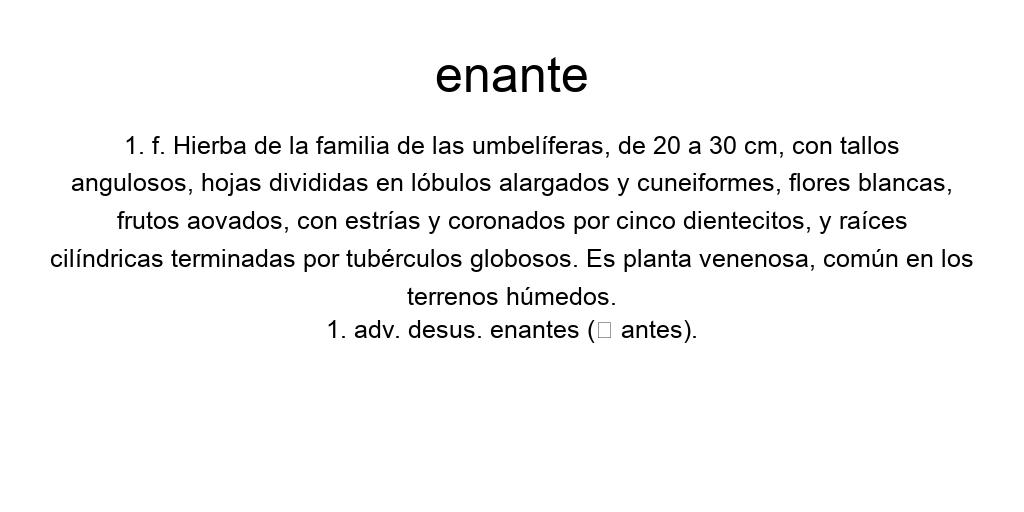 enante
1. f. Hierba de la familia de las umbelíferas, de 20 a 30 cm, con tallos
angulosos, hojas divididas en lóbulos alargados y cuneiformes, flores blancas,
frutos aovados, con estrías y coronados por cinco dientecitos, y raíces
cilíndricas terminadas por tubérculos globosos. Es planta venenosa, común en los
terrenos húmedos.
1. adv. desus. enantes (□ antes).